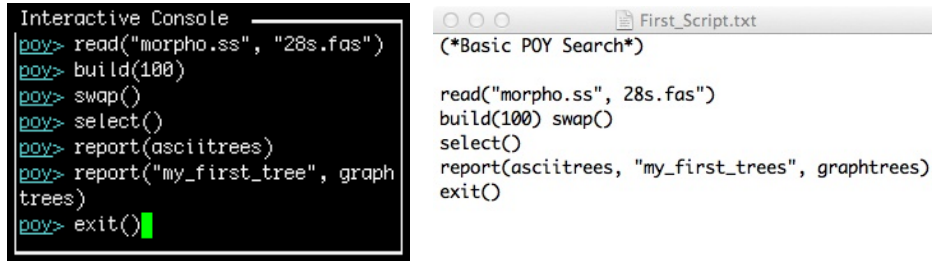 Interactive Console
poy> read("morpho.ss", "28s.fas")
poy> build(100)
poy> swap()
poy> select()
poy> report(asciitrees)
poy> report("my_first_tree", graph
trees)
poy> exit()
First_Script.txt
(*Basic POY Search*)
read("morpho.ss", 28s.fas")
build(100) swap()
select()
report(asciitrees, "my_first_trees", graphtrees)
exit()